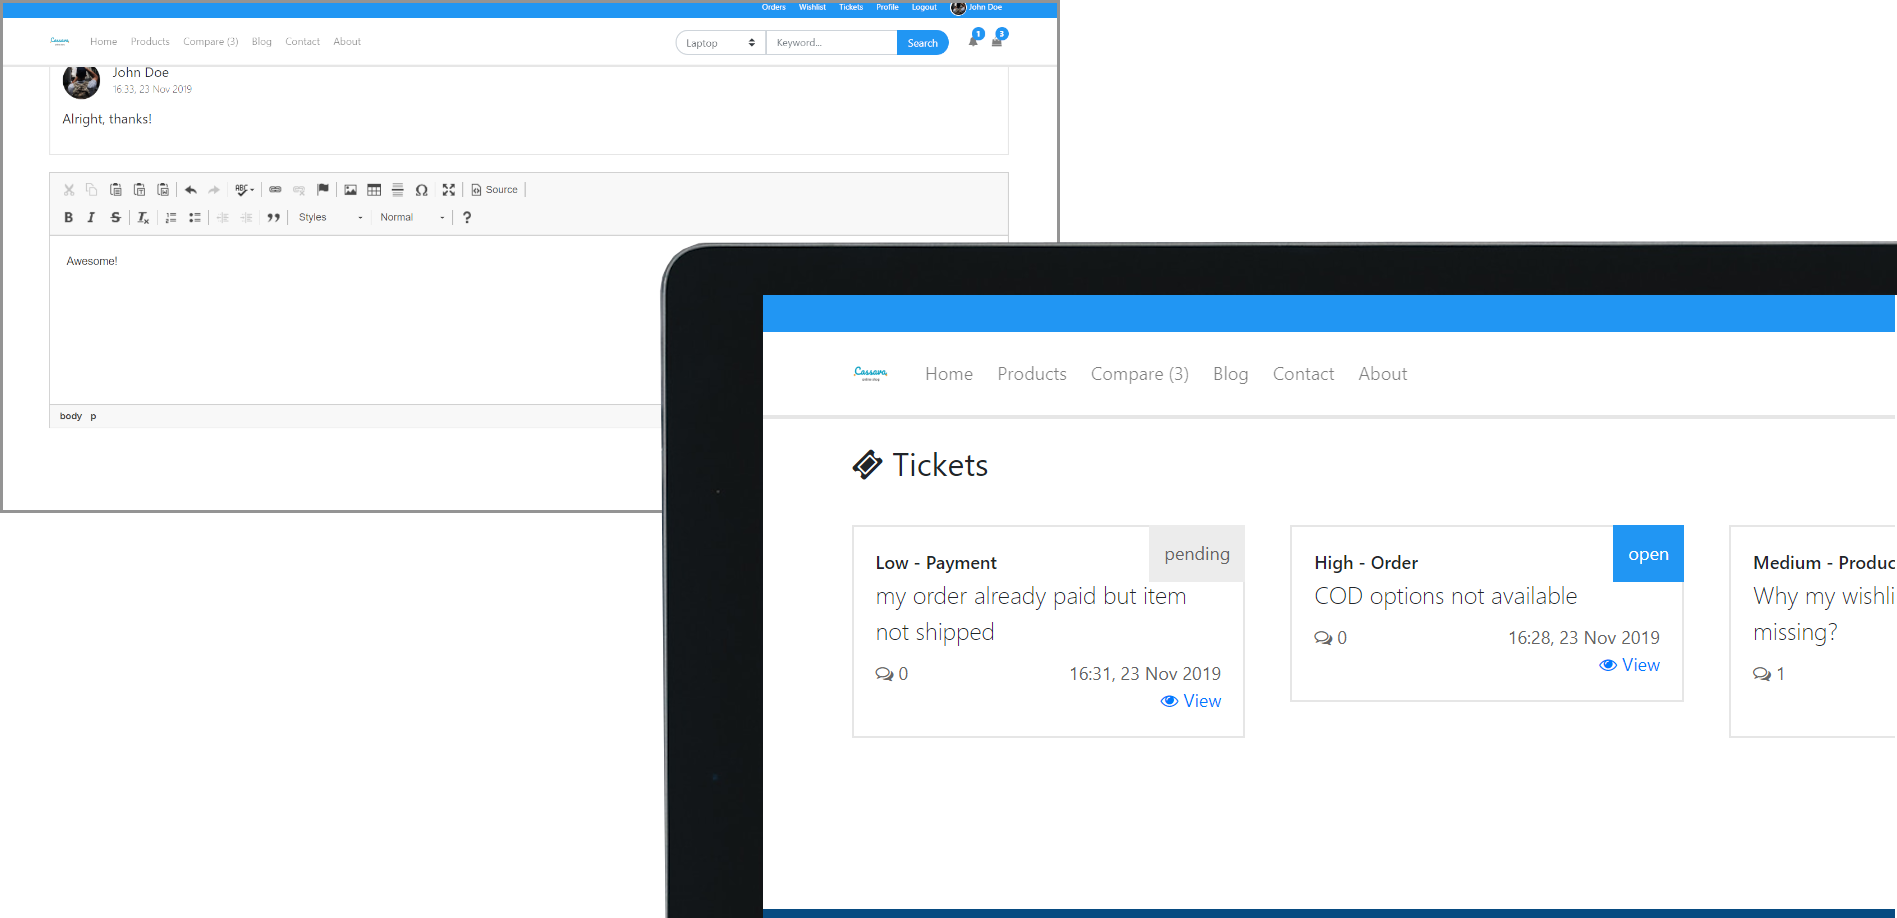 Orders Wishlist Tickets Profile Logout John Doe
Home Products Compare (3) Blog Contact About
Laptop Keyword... Search 1 3
John Doe
16:33, 23 Nov 2019
Alright, thanks!
ABC Source
B I S Tx Styles Normal ?
Awesome!
body p
Cassava
Home Products Compare (3) Blog Contact About
Tickets
Low - Payment pending
my order already paid but item
not shipped
0 16:31, 23 Nov 2019
View
High - Order open
COD options not available
0 16:28, 23 Nov 2019
View
Medium - Produc
Why my wishli
missing?
1